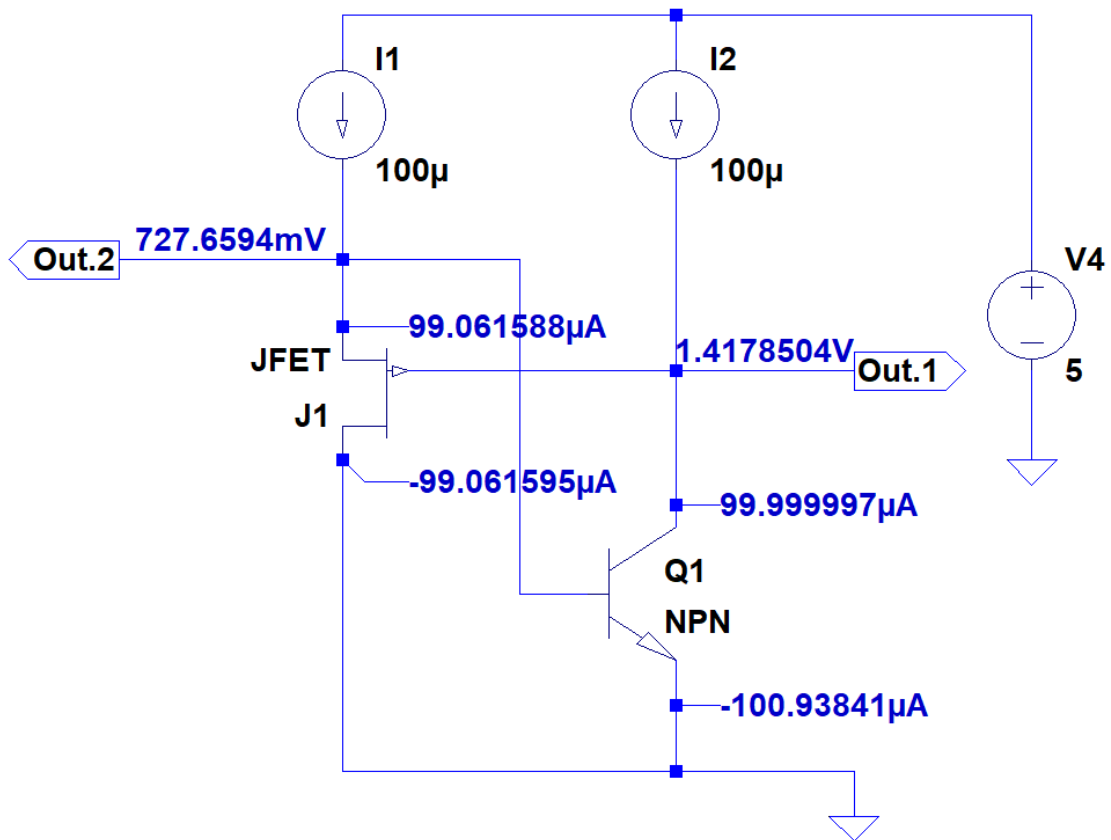 I1
I2
100µ
100µ
727.6594mV
Out.2
V4
+
99.061588µA
1.4178504V
JFET
Out.1
5
J1
-99.061595µA
99.999997µA
Q1
NPN
-100.93841µA